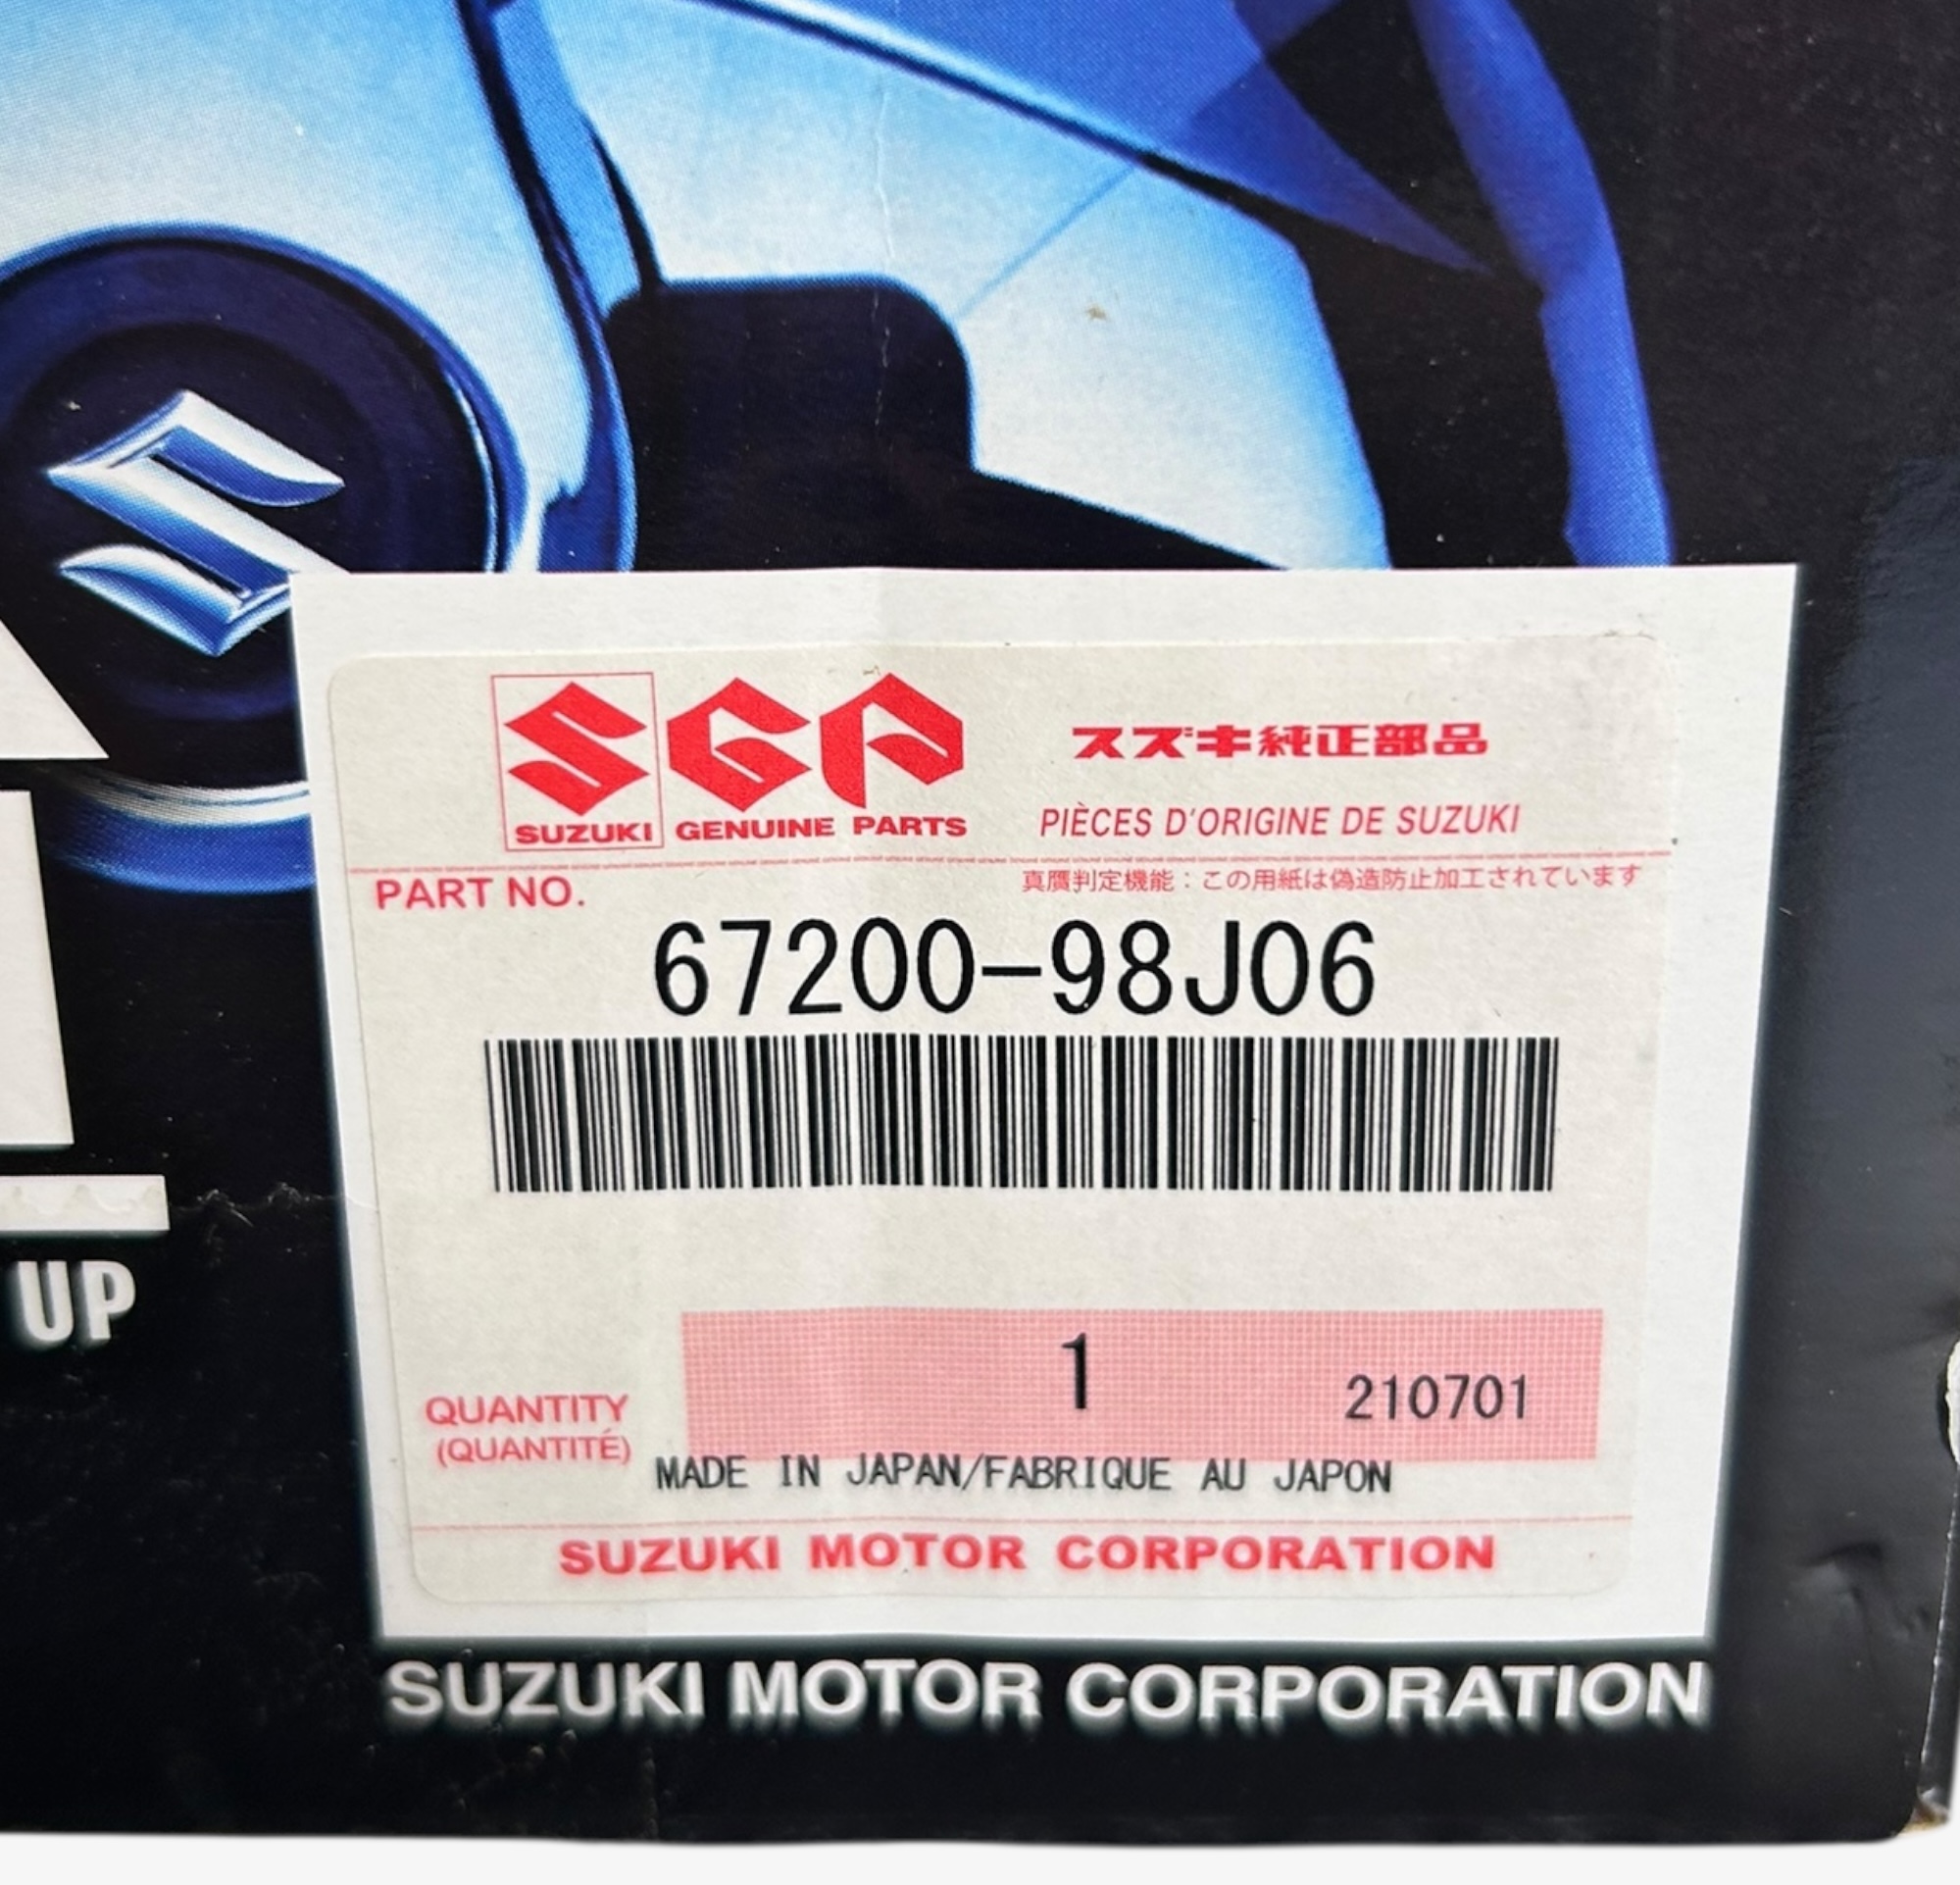 SGP
SUZUKI GENUINE PARTS
スズキ純正部品
PIÈCES D'ORIGINE DE SUZUKI
PART NO.
真贋判定機能：この用紙は偽造防止加工されています
67200-98J06
1
210701
QUANTITY
(QUANTITÉ)
MADE IN JAPAN/FABRIQUE AU JAPON
SUZUKI MOTOR CORPORATION
UP
SUZUKI MOTOR CORPORATION